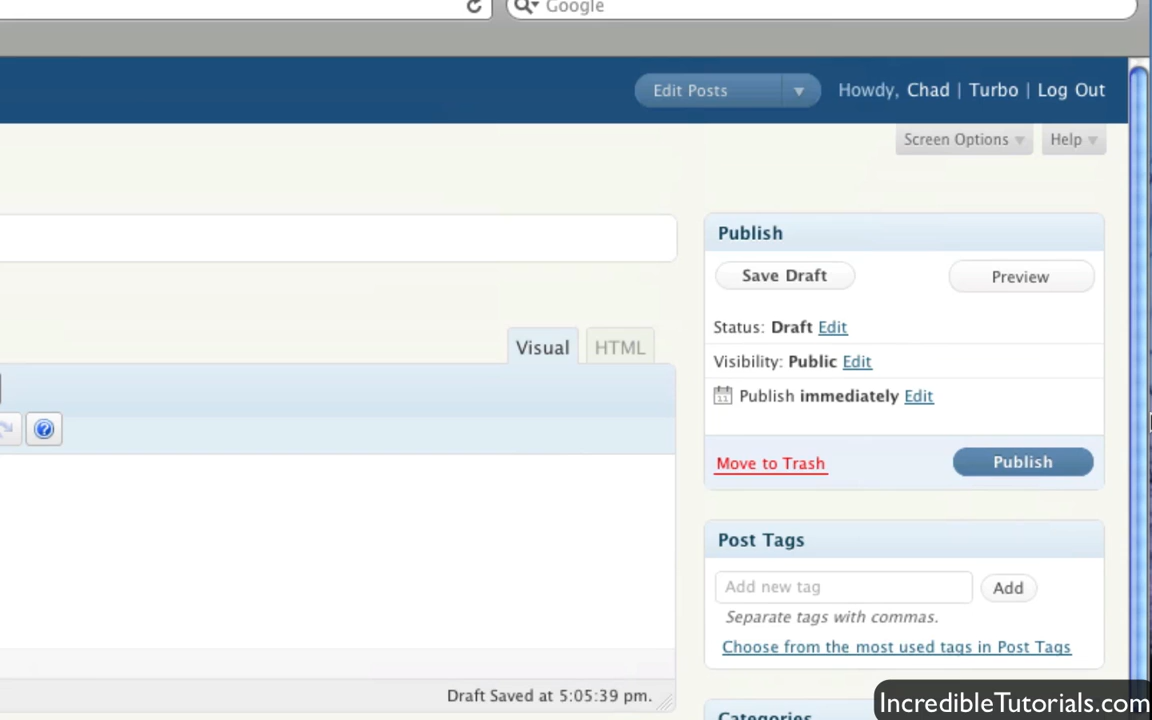 Google
Edit Posts Howdy, Chad | Turbo | Log Out
Screen Options Help
Publish
Save Draft Preview
Status: Draft Edit
Visual HTML
Visibility: Public Edit
11 Publish immediately Edit
Move to Trash Publish
Post Tags
Add new tag Add
Separate tags with commas.
Choose from the most used tags in Post Tags
Draft Saved at 5:05:39 pm.
IncredibleTutorials.com
Categories